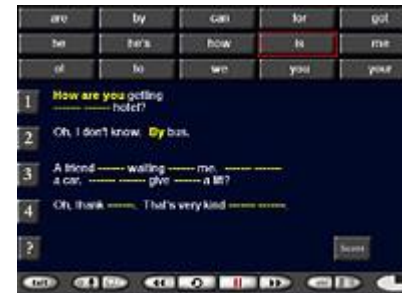 are by can for got
he he's how is me
of to we you your
1 How are you getting
------ ------ hotel?
2 Oh, I don't know. By bus.
3 A friend ------ waiting ------ me. ------ ------
a car. ------ ------ give ------ a lift?
4 Oh, thank ------. That's very kind ------ ------.
?
Score
Exit